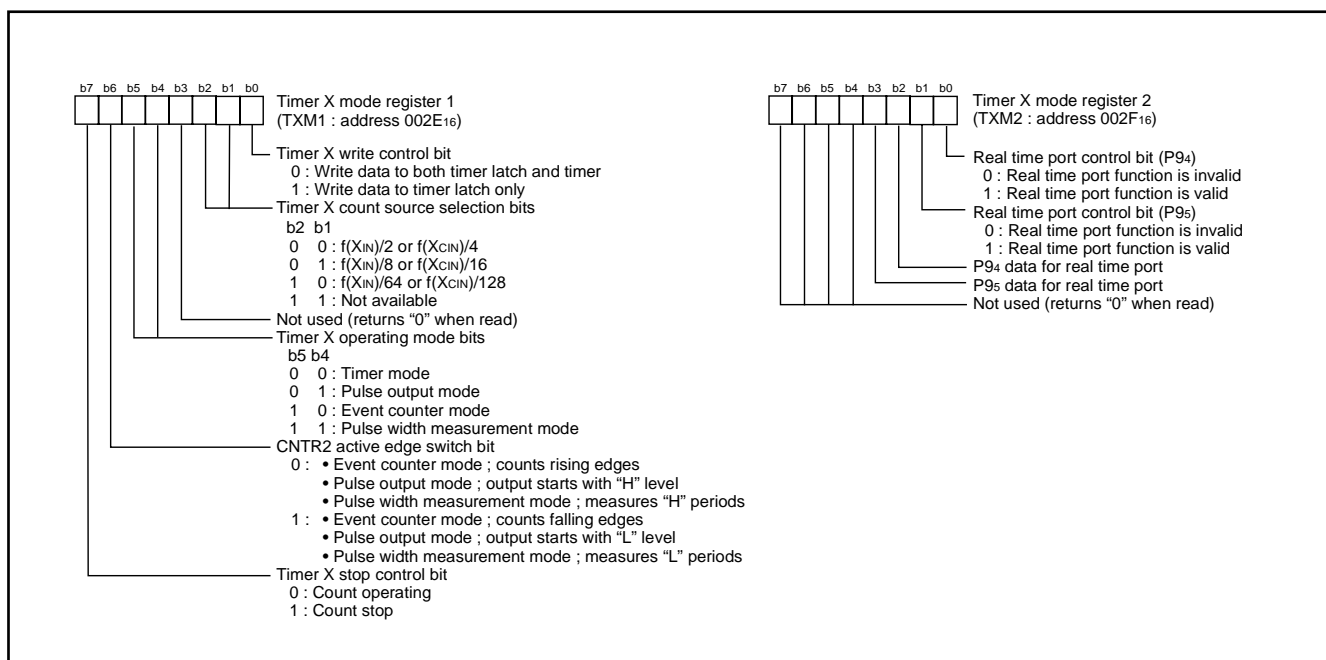 b7 b6 b5 b4 b3 b2 b1 b0
Timer X mode register 1
(TXM1 : address 002E16)
Timer X write control bit
0 : Write data to both timer latch and timer
1 : Write data to timer latch only
Timer X count source selection bits
b2 b1
0 0 : f(XIN)/2 or f(XCIN)/4
0 1 : f(XIN)/8 or f(XCIN)/16
1 0 : f(XIN)/64 or f(XCIN)/128
1 1 : Not available
Not used (returns “0” when read)
Timer X operating mode bits
b5 b4
0 0 : Timer mode
0 1 : Pulse output mode
1 0 : Event counter mode
1 1 : Pulse width measurement mode
CNTR2 active edge switch bit
0 : • Event counter mode ; counts rising edges
• Pulse output mode ; output starts with “H” level
• Pulse width measurement mode ; measures “H” periods
1 : • Event counter mode ; counts falling edges
• Pulse output mode ; output starts with “L” level
• Pulse width measurement mode ; measures “L” periods
Timer X stop control bit
0 : Count operating
1 : Count stop
b7 b6 b5 b4 b3 b2 b1 b0
Timer X mode register 2
(TXM2 : address 002F16)
Real time port control bit (P94)
0 : Real time port function is invalid
1 : Real time port function is valid
Real time port control bit (P95)
0 : Real time port function is invalid
1 : Real time port function is valid
P94 data for real time port
P95 data for real time port
Not used (returns “0” when read)